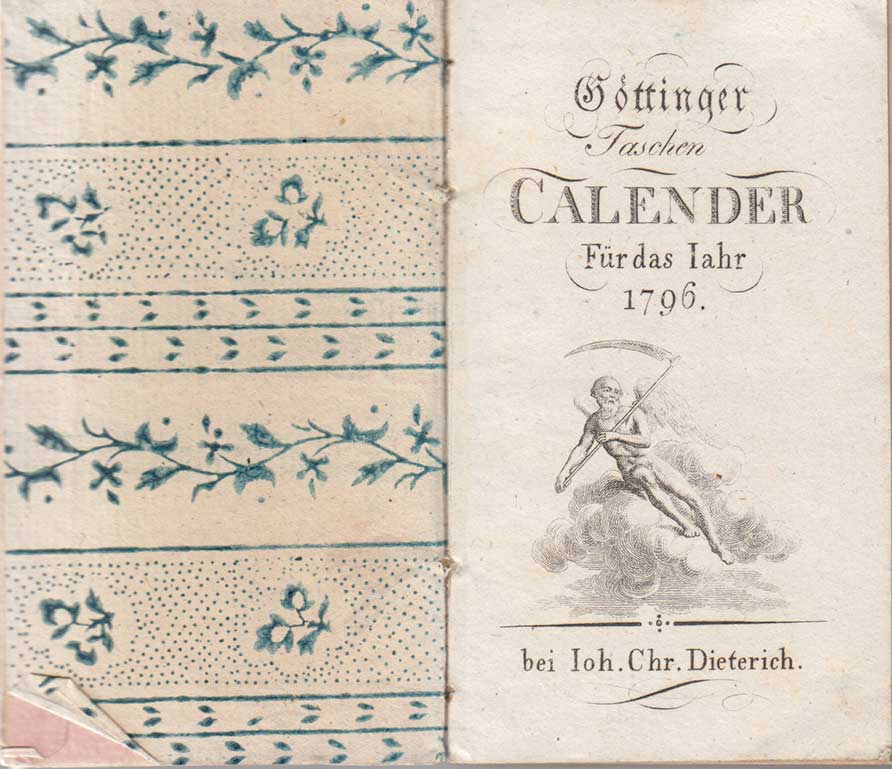 Göttinger
Taschen
CALENDER
Für das Iahr
1796.
bei Ioh. Chr. Dieterich.